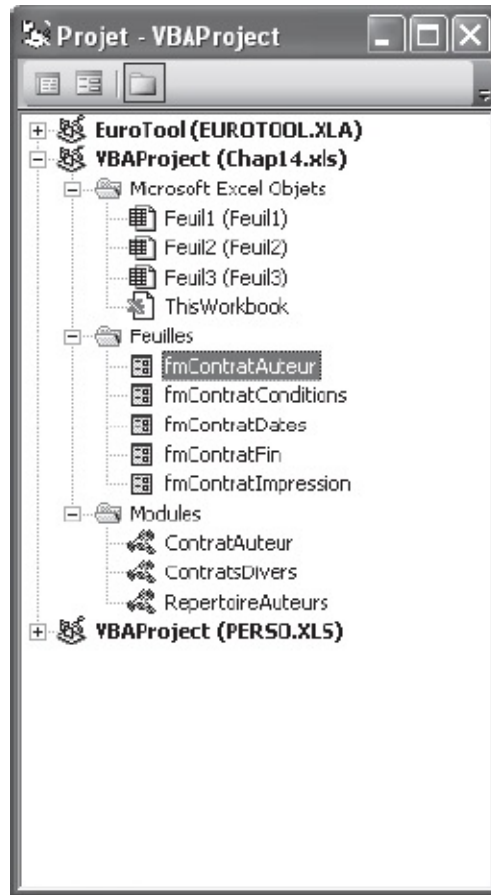 Projet - VBAProject
EuroTool (EUROTOOL.XLA)
VBAProject (Chap14.xls)
Microsoft Excel Objets
Feuil1 (Feuil1)
Feuil2 (Feuil2)
Feuil3 (Feuil3)
ThisWorkbook
Feuilles
fmContratAuteur
fmContratConditions
fmContratDates
fmContratFin
fmContratImpression
Modules
ContratAuteur
ContratsDivers
RepertoireAuteurs
VBAProject (PERSO.XLS)